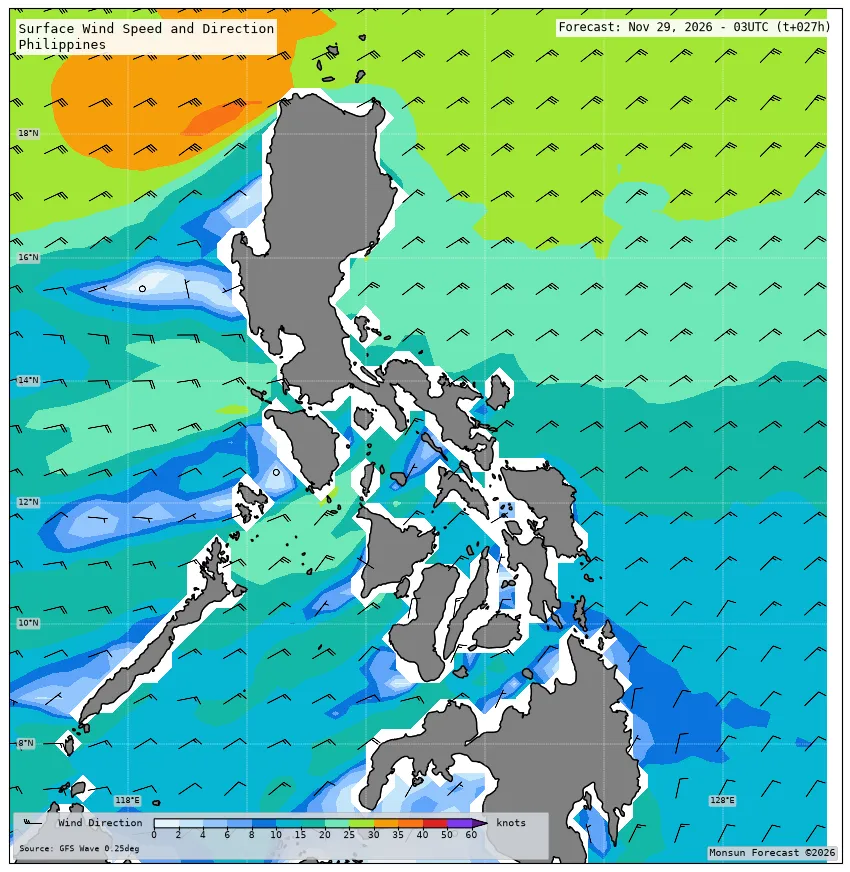 Surface Wind Speed and Direction
Philippines
Forecast: Nov 29, 2026 - 03UTC (t+027h)
18°N
16°N
14°N
12°N
10°N
8°N
118°E
128°E
Wind Direction
0 2 4 6 8 10 15 20 25 30 35 40 50 60
knots
Source: GFS Wave 0.25deg
Monsun Forecast ©2026